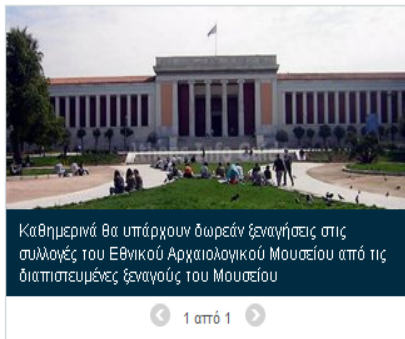 Καθημερινά θα υπάρχουν δωρεάν ξεναγήσεις στις
συλλογές του Εθνικού Αρχαιολογικού Μουσείου από τις
διαπιστευμένες ξεναγούς του Μουσείου
1 από 1